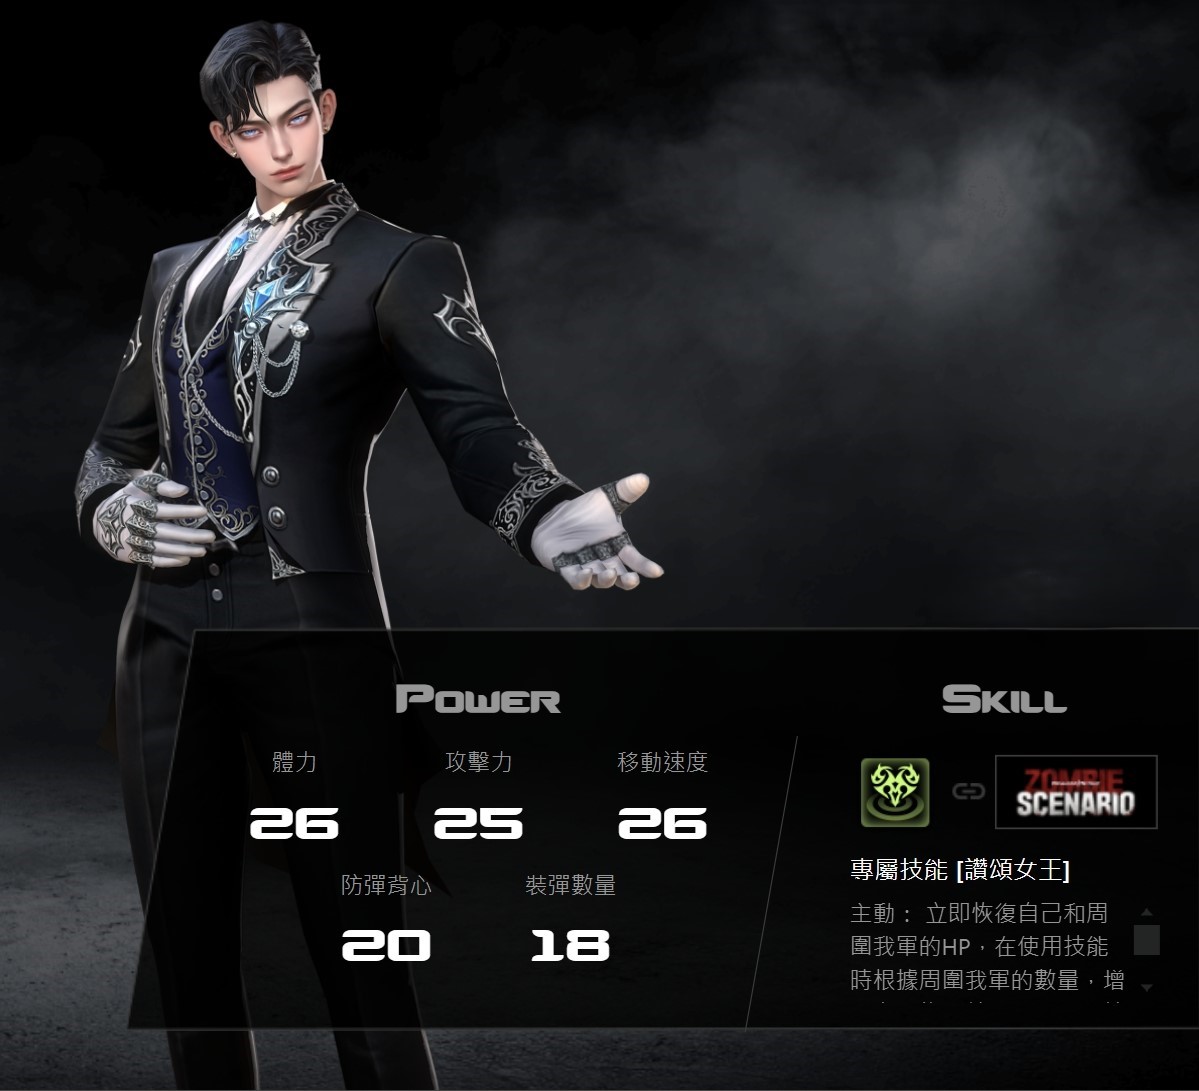 POWER
體力
攻擊力
移動速度
26
25
26
防彈背心
裝彈數量
20
18
SKILL
ZOMBIE
SCENARIO
專屬技能 [讚頌女王]
主動： 立即恢復自己和周
圍我軍的HP，在使用技能
時根據周圍我軍的數量，增